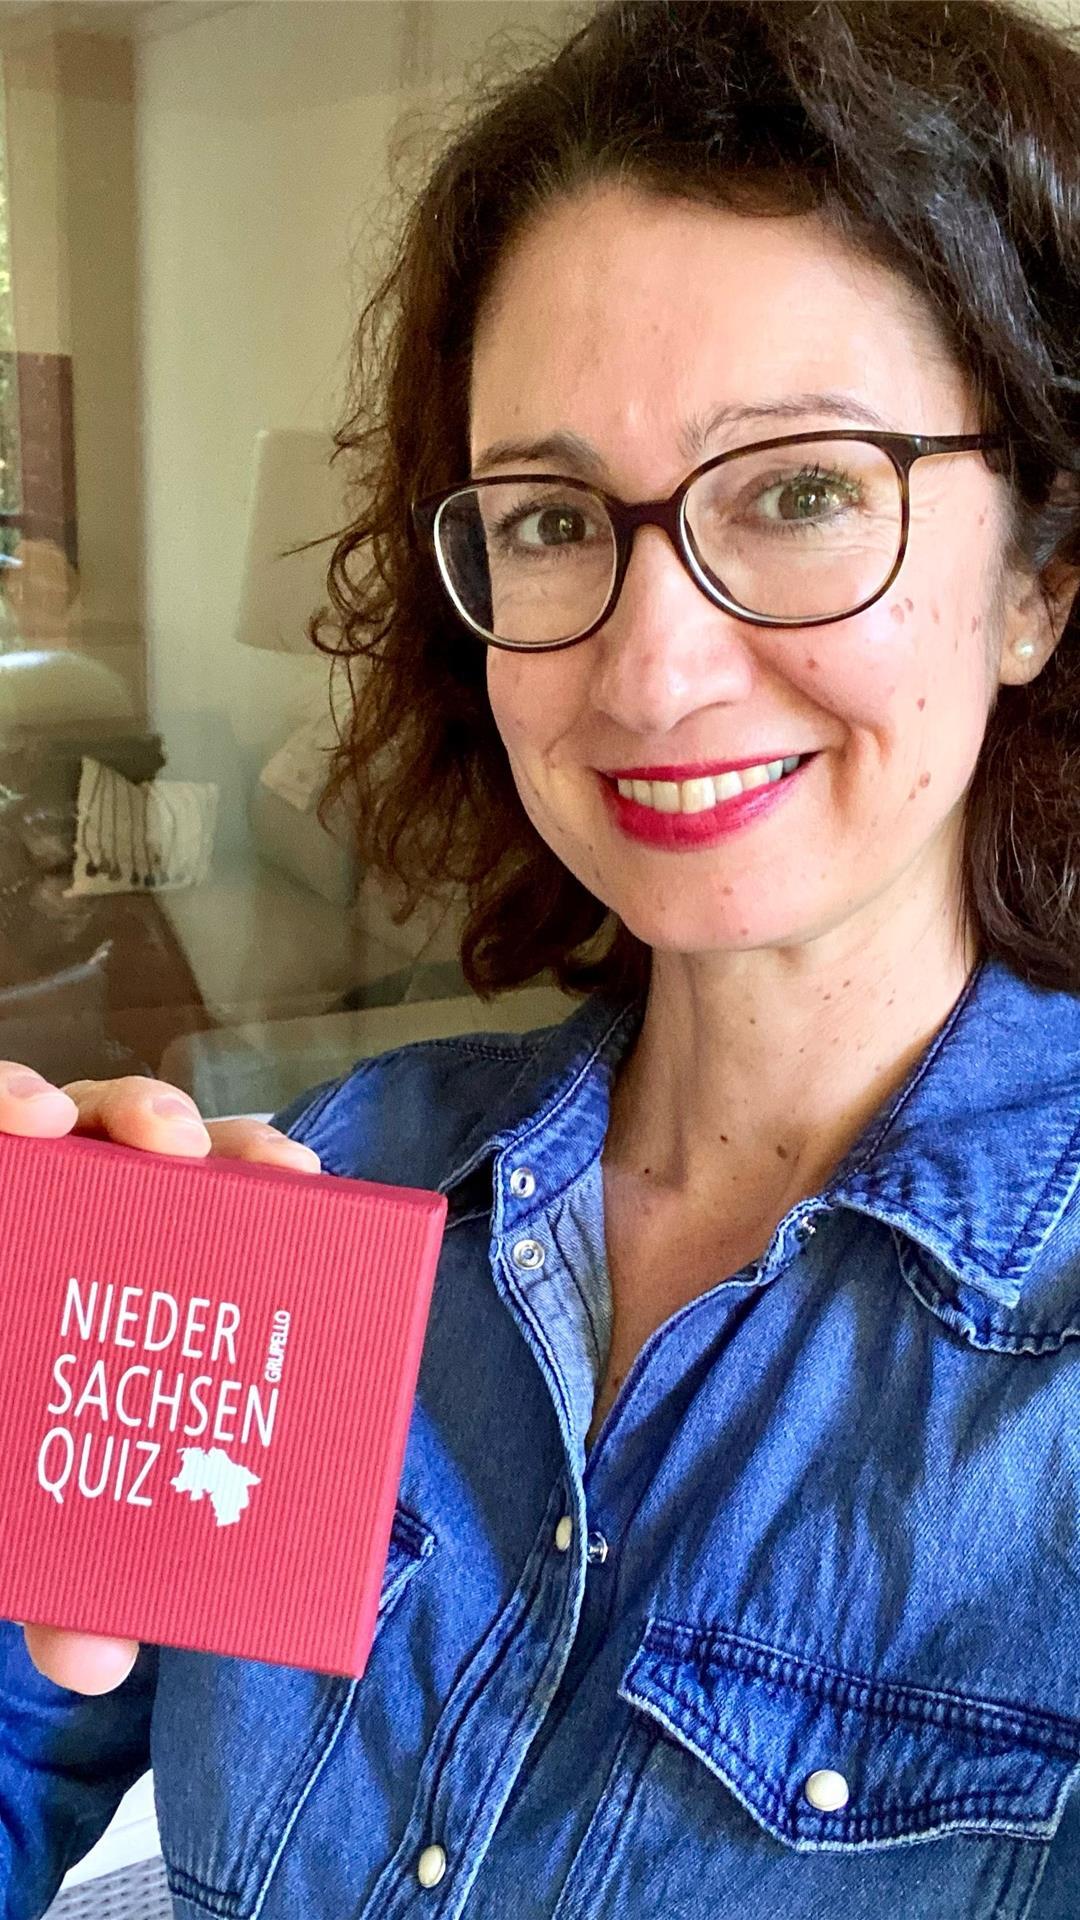 NIEDER
SACHSEN
QUIZ
GRUPELLO